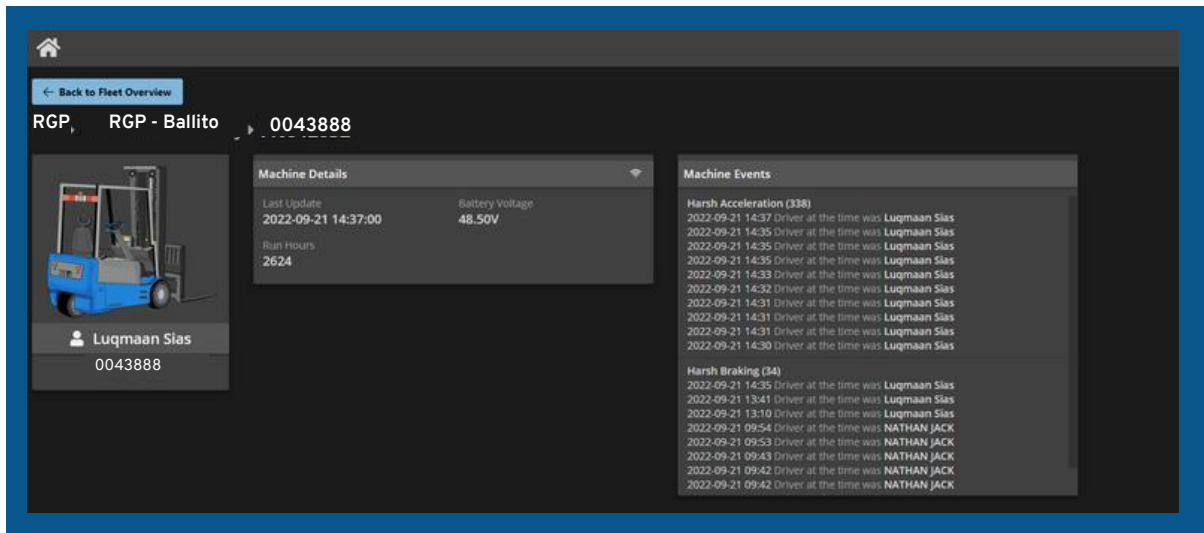 ← Back to Fleet Overview
RGP RGP - Ballito 0043888
Luqmaan Sias
0043888
Machine Details
Last Update Battery Voltage
2022-09-21 14:37:00 48.50V
Run Hours
2624
Machine Events
Harsh Acceleration (338)
2022-09-21 14:37 Driver at the time was Luqmaan Sias
2022-09-21 14:35 Driver at the time was Luqmaan Sias
2022-09-21 14:35 Driver at the time was Luqmaan Sias
2022-09-21 14:35 Driver at the time was Luqmaan Sias
2022-09-21 14:33 Driver at the time was Luqmaan Sias
2022-09-21 14:32 Driver at the time was Luqmaan Sias
2022-09-21 14:31 Driver at the time was Luqmaan Sias
2022-09-21 14:31 Driver at the time was Luqmaan Sias
2022-09-21 14:31 Driver at the time was Luqmaan Sias
2022-09-21 14:30 Driver at the time was Luqmaan Sias
Harsh Braking (34)
2022-09-21 14:35 Driver at the time was Luqmaan Sias
2022-09-21 13:41 Driver at the time was Luqmaan Sias
2022-09-21 13:10 Driver at the time was Luqmaan Sias
2022-09-21 09:54 Driver at the time was NATHAN JACK
2022-09-21 09:53 Driver at the time was NATHAN JACK
2022-09-21 09:43 Driver at the time was NATHAN JACK
2022-09-21 09:42 Driver at the time was NATHAN JACK
2022-09-21 09:42 Driver at the time was NATHAN JACK